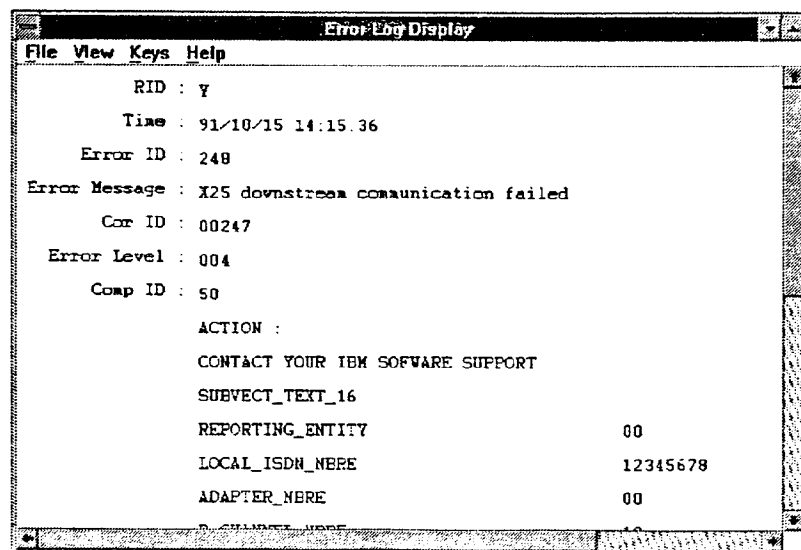 Error Log Display
File View Keys Help
RID : Y
Time : 91/10/15 14:15.36
Error ID : 248
Error Message : X25 downstream communication failed
Cor ID : 00247
Error Level : 004
Comp ID : 50
ACTION :
CONTACT YOUR IBM SOFWARE SUPPORT
SUBVECT_TEXT_16
REPORTING_ENTITY 00
LOCAL_ISDN_NBRE 12345678
ADAPTER_NBRE 00